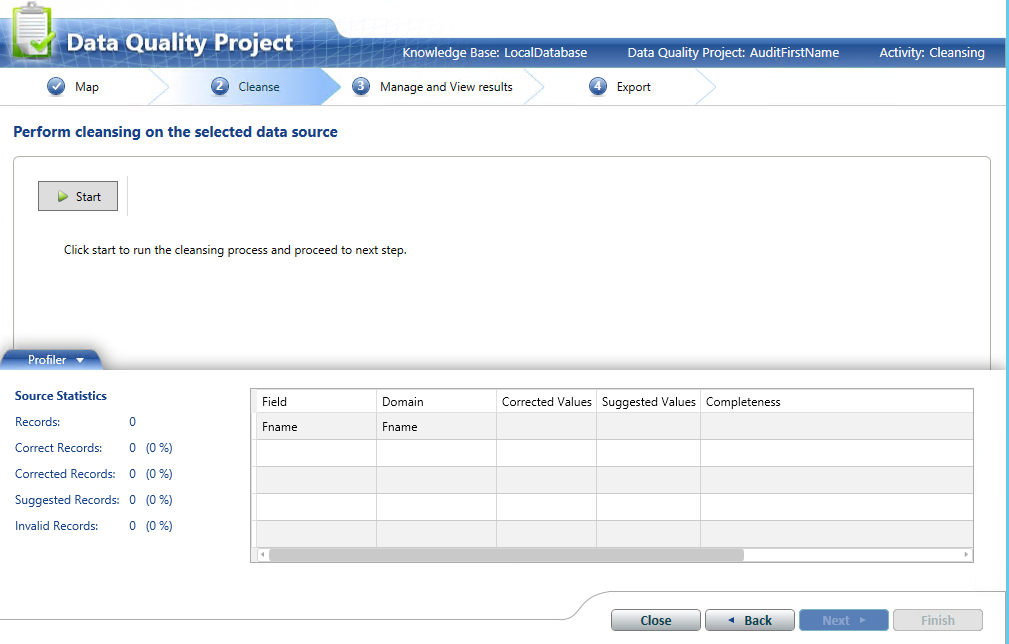 Data Quality Project
Knowledge Base: LocalDatabase Data Quality Project: AuditFirstName Activity: Cleansing
Map 2 Cleanse 3 Manage and View results 4 Export
Perform cleansing on the selected data source
Start
Click start to run the cleansing process and proceed to next step.
Profiler
Source Statistics
Records: 0
Correct Records: 0 (0 %)
Corrected Records: 0 (0 %)
Suggested Records: 0 (0 %)
Invalid Records: 0 (0 %)
Field Domain Corrected Values Suggested Values Completeness
Fname Fname
Close Back Next Finish